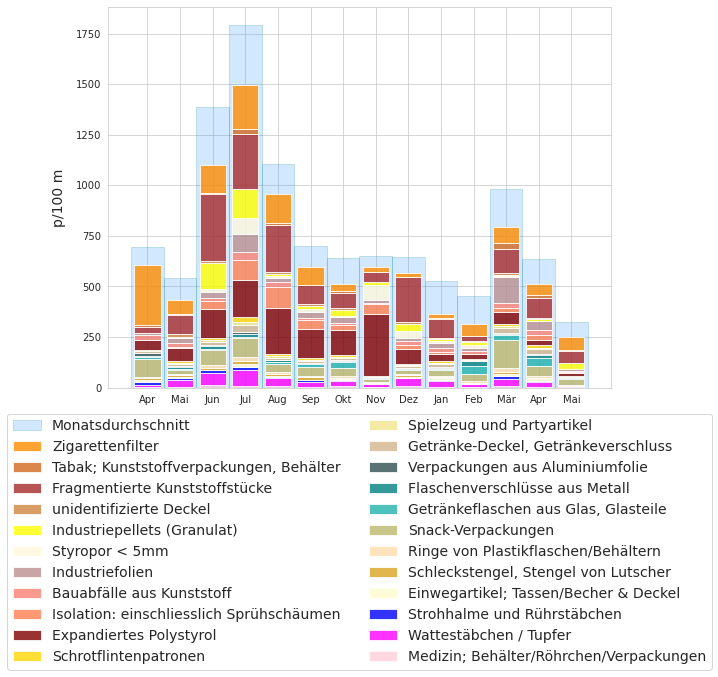 1750
1500
1250
1000
750
500
250
0
p/100 m
Apr Mai Jun Jul Aug Sep Okt Nov Dez Jan Feb Mär Apr Mai
Monatsdurchschnitt
Zigarettenfilter
Tabak; Kunststoffverpackungen, Behälter
Fragmentierte Kunststoffstücke
unidentifizierte Deckel
Industriepellets (Granulat)
Styropor < 5mm
Industriefolien
Bauabfälle aus Kunststoff
Isolation: einschliesslich Sprühschäumen
Expandiertes Polystyrol
Schrotflintenpatronen
Spielzeug und Partyartikel
Getränke-Deckel, Getränkeverschluss
Verpackungen aus Aluminiumfolie
Flaschenverschlüsse aus Metall
Getränkeflaschen aus Glas, Glasteile
Snack-Verpackungen
Ringe von Plastikflaschen/Behältern
Schleckstengel, Stengel von Lutscher
Einwegartikel; Tassen/Becher & Deckel
Strohhalme und Rührstäbchen
Wattestäbchen / Tupfer
Medizin; Behälter/Röhrchen/Verpackungen